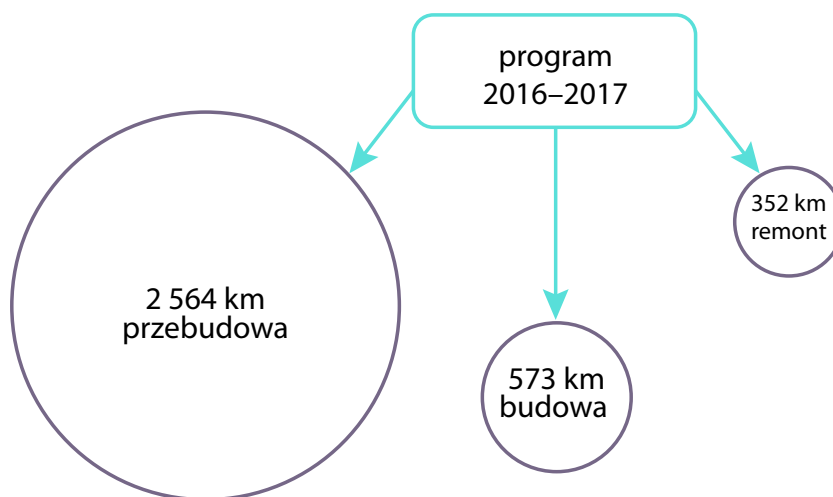 program
2016–2017
352 km
remont
2 564 km
przebudowa
573 km
budowa